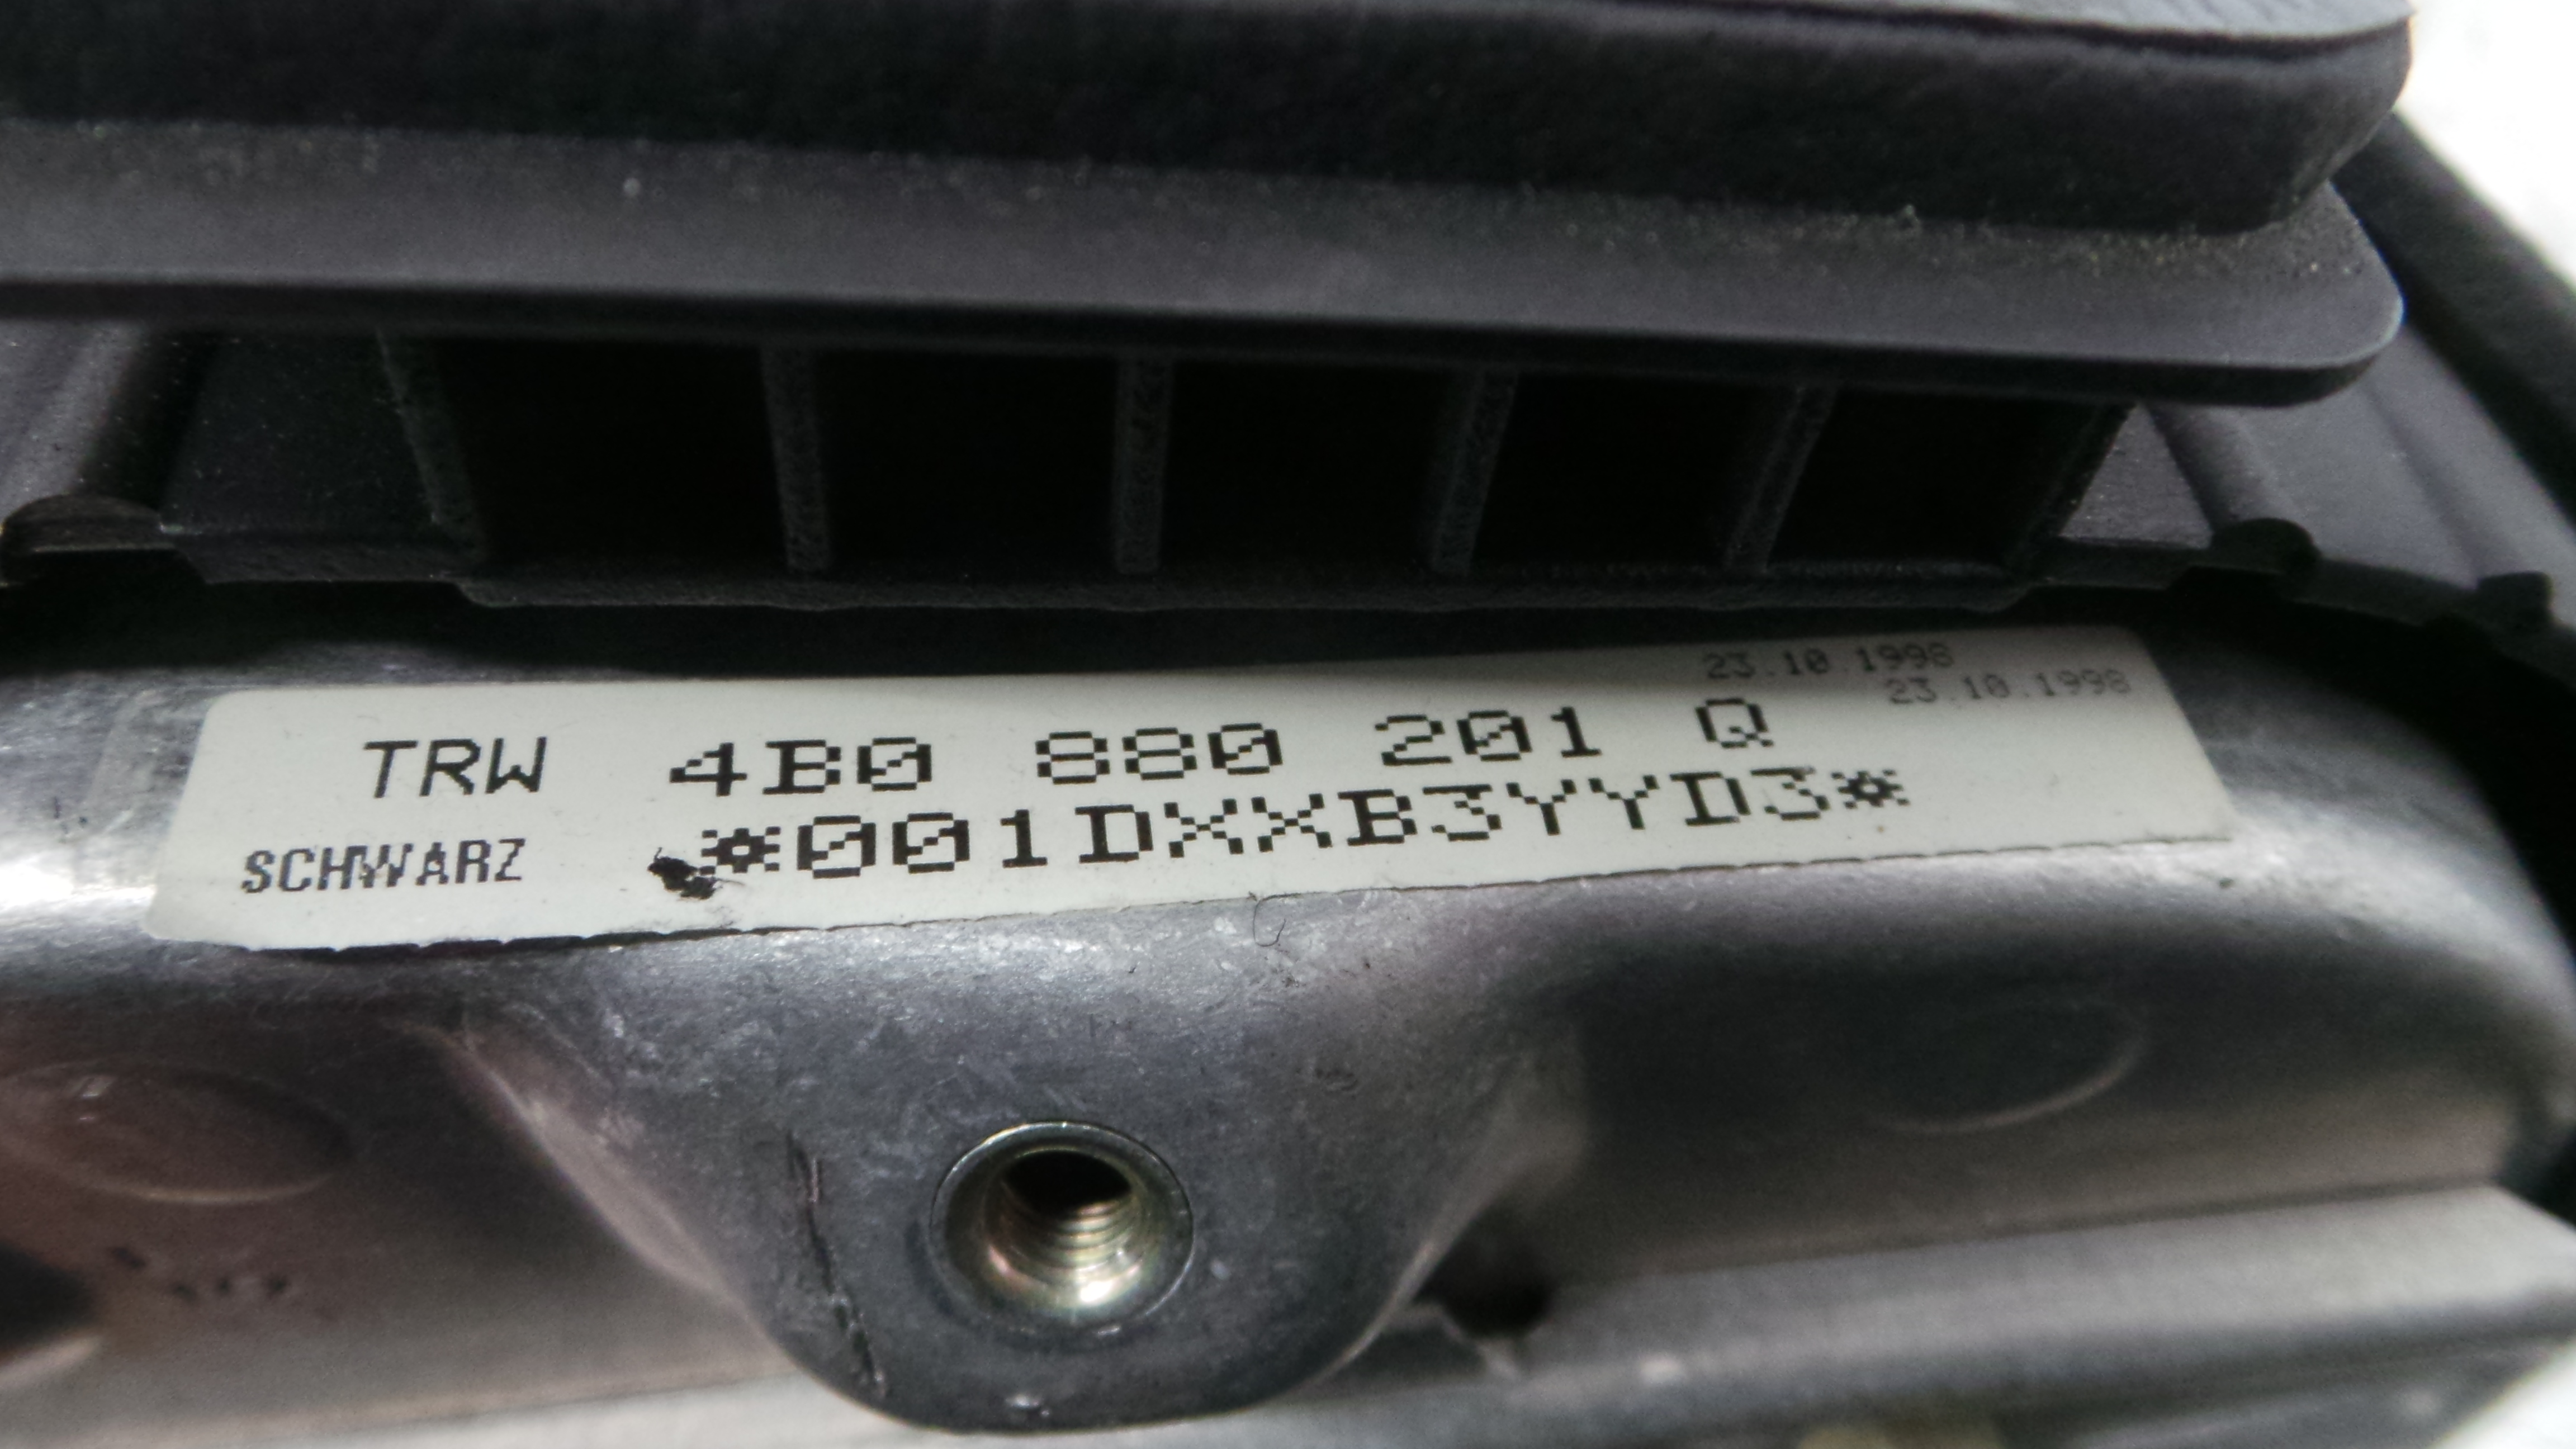 23.10.1998
23.10.1998
TRW 4B0 880 201 Q
SCHWARZ *001DXXB3YYD3*